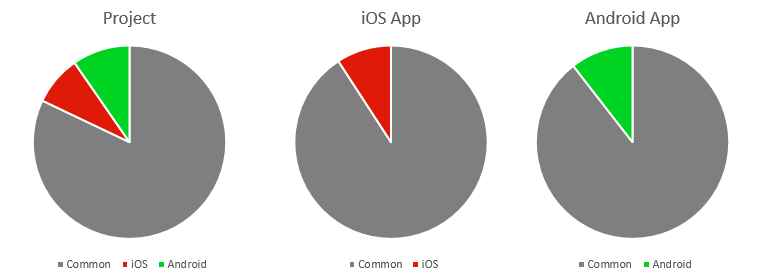 Project
iOS App
Android App
Common iOS Android
Common iOS
Common Android